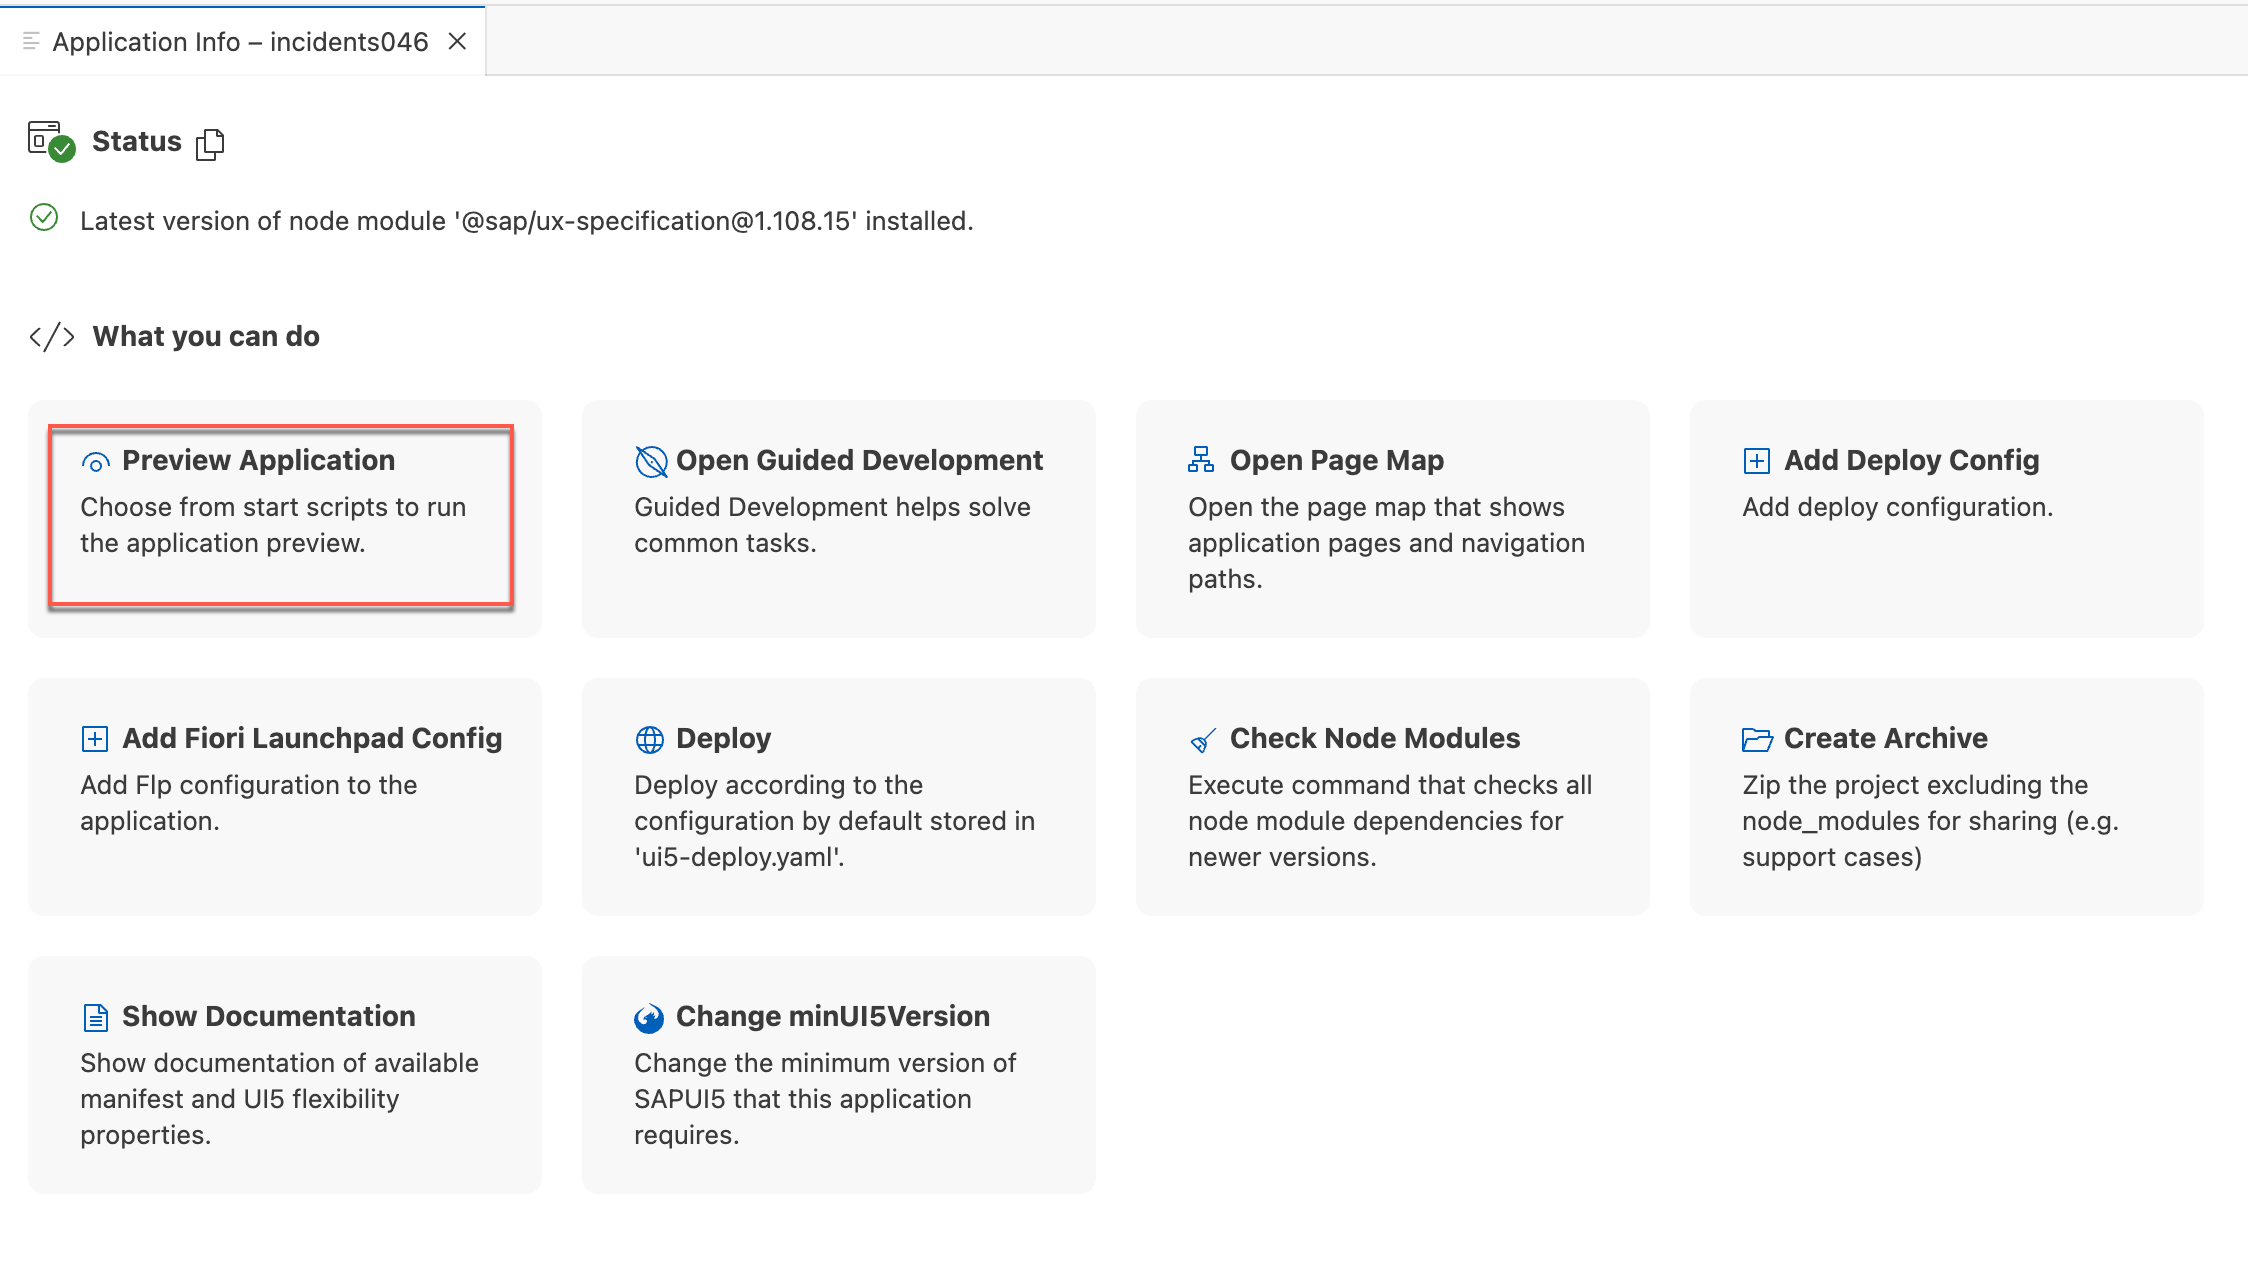 Application Info – incidents046
Status
Latest version of node module '@sap/ux-specification@1.108.15' installed.
What you can do
Preview Application
Choose from start scripts to run
the application preview.
Open Guided Development
Guided Development helps solve
common tasks.
Open Page Map
Open the page map that shows
application pages and navigation
paths.
Add Deploy Config
Add deploy configuration.
Add Fiori Launchpad Config
Add Flp configuration to the
application.
Deploy
Deploy according to the
configuration by default stored in
'ui5-deploy.yaml'.
Check Node Modules
Execute command that checks all
node module dependencies for
newer versions.
Create Archive
Zip the project excluding the
node_modules for sharing (e.g.
support cases)
Show Documentation
Show documentation of available
manifest and UI5 flexibility
properties.
Change minUI5Version
Change the minimum version of
SAPUI5 that this application
requires.